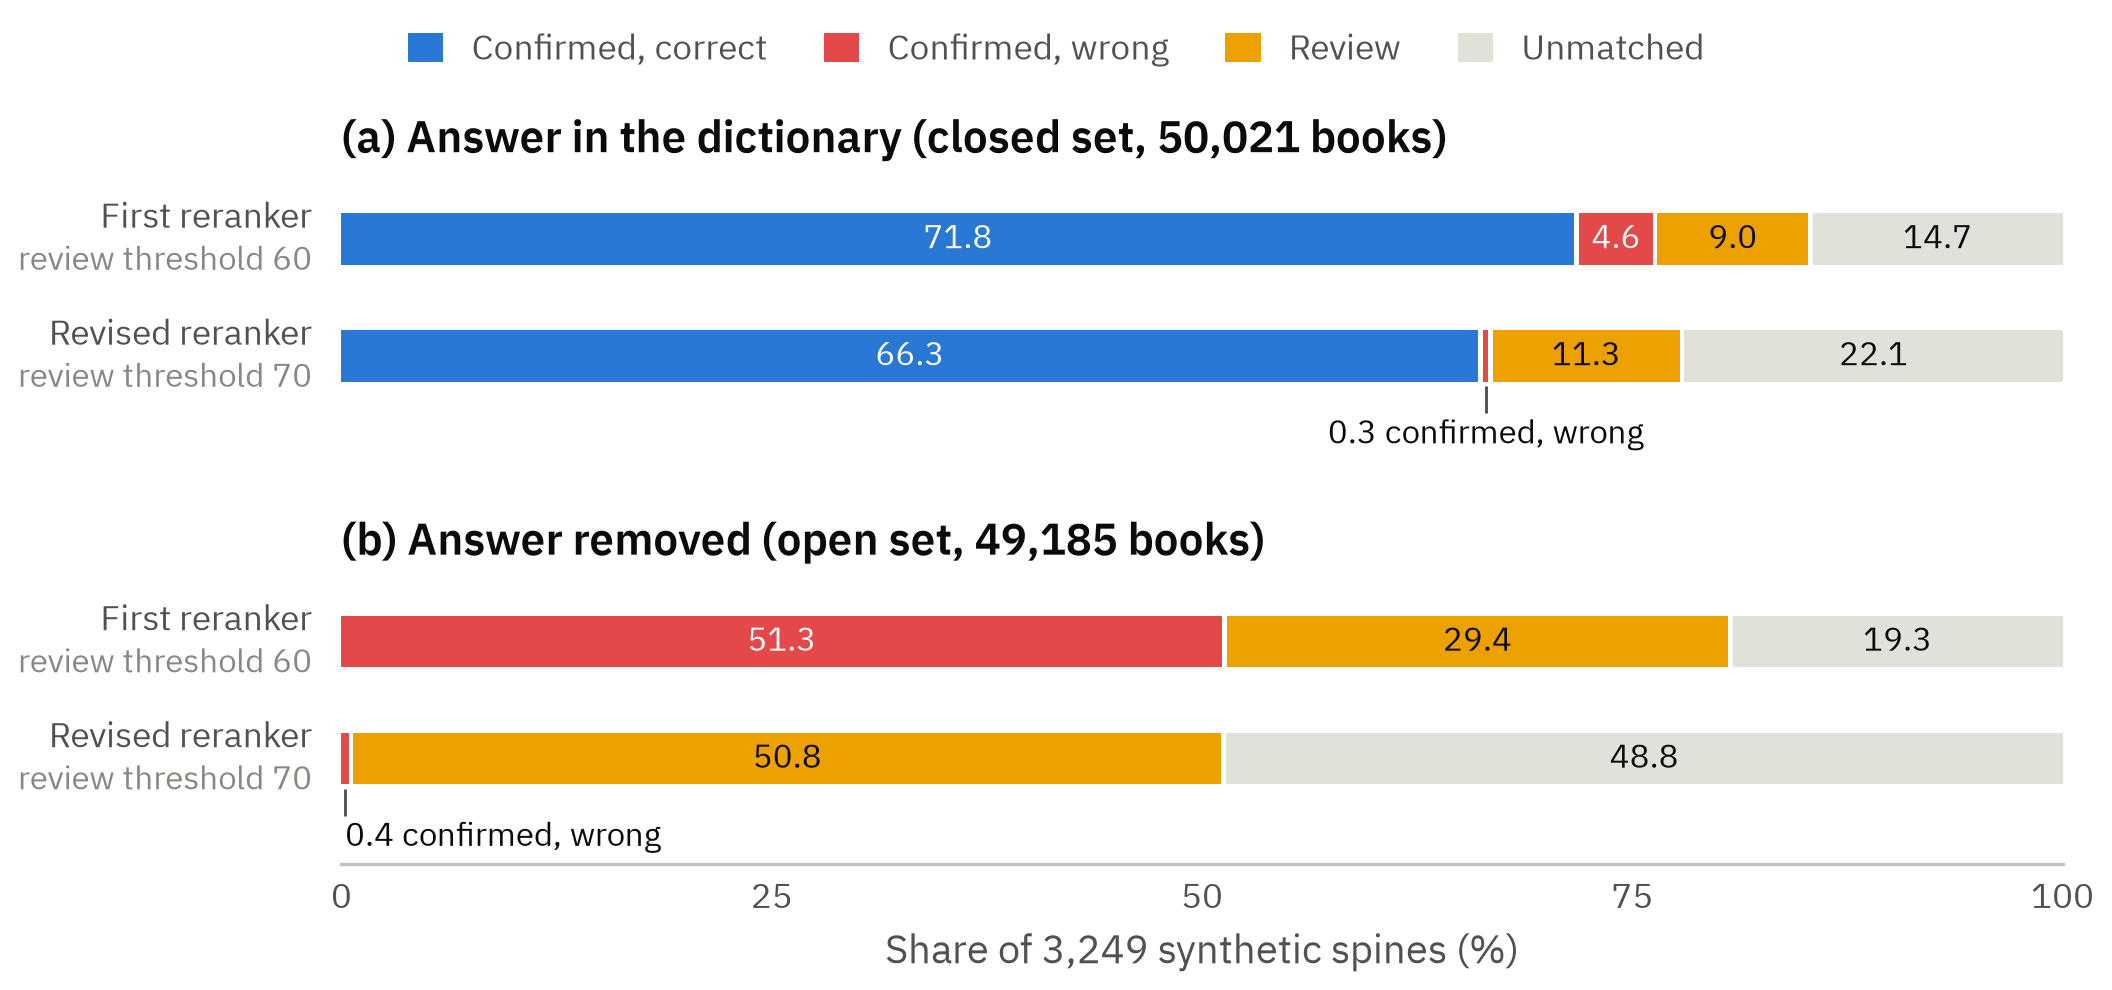 Confirmed, correct Confirmed, wrong Review Unmatched
(a) Answer in the dictionary (closed set, 50,021 books)
First reranker
review threshold 60
71.8 4.6 9.0 14.7
Revised reranker
review threshold 70
66.3 11.3 22.1
0.3 confirmed, wrong
(b) Answer removed (open set, 49,185 books)
First reranker
review threshold 60
51.3 29.4 19.3
Revised reranker
review threshold 70
50.8 48.8
0.4 confirmed, wrong
0 25 50 75 100
Share of 3,249 synthetic spines (%)